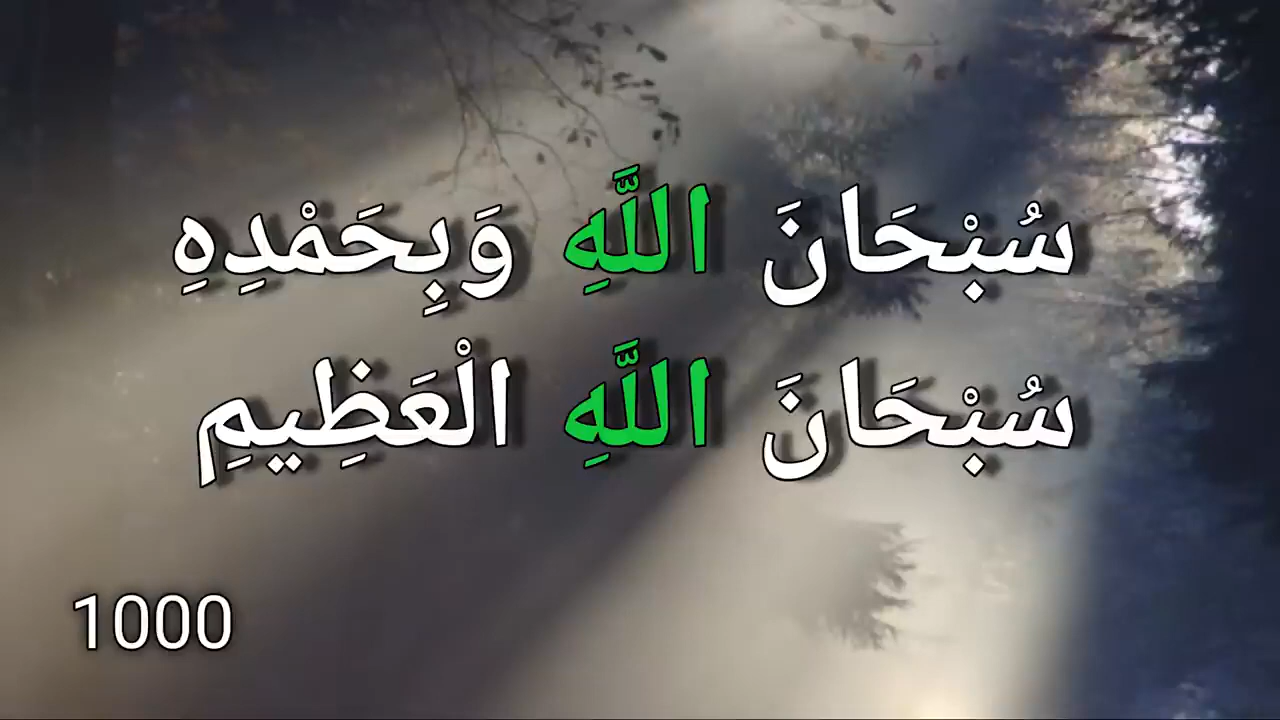 سُبْحَانَ اللَّهِ وَبِحَمْدِهِ
سُبْحَانَ اللَّهِ الْعَظِيمِ
1000